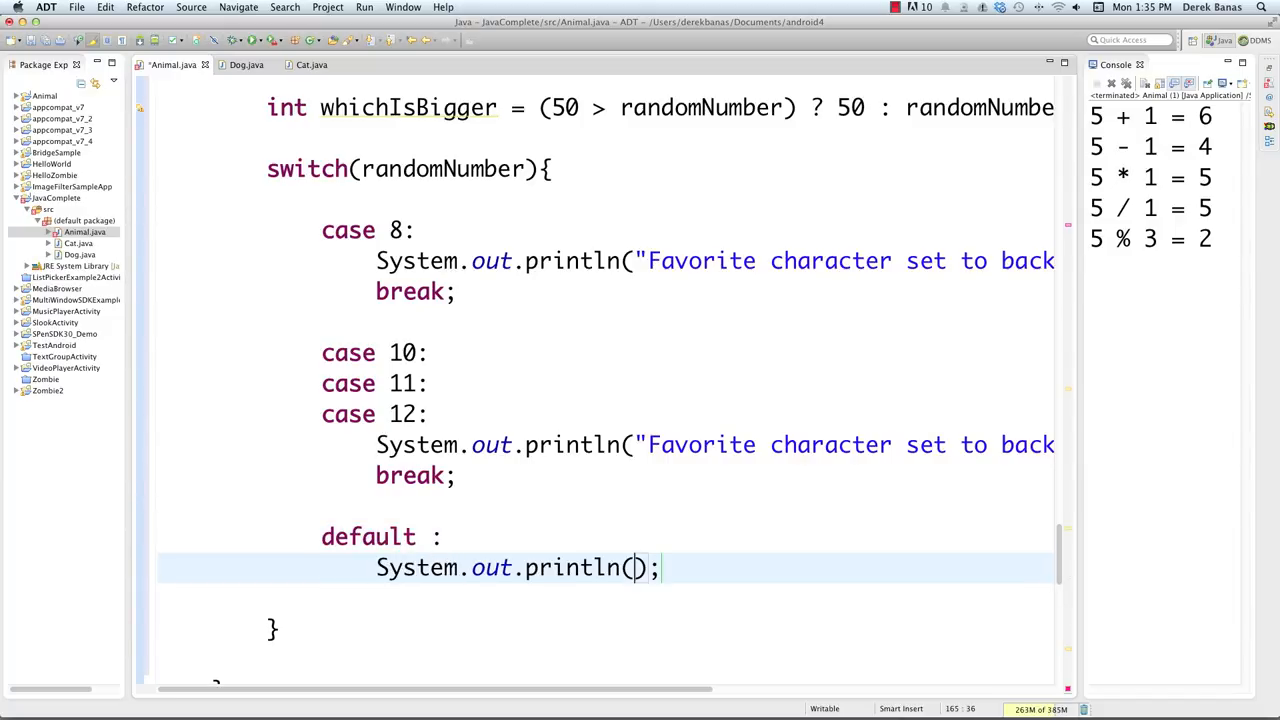 ADT File Edit Refactor Source Navigate Search Project Run Window Help 10 Mon 1:35 PM Derek Banas
Java – JavaComplete/src/Animal.java – ADT – /Users/derekbanas/Documents/android4
Quick Access Java DDMS
Package Exp
Animal
appcompat_v7
appcompat_v7_2
appcompat_v7_3
appcompat_v7_4
BridgeSample
HelloWorld
HelloZombie
ImageFilterSampleApp
JavaComplete
src
(default package)
Animal.java
Cat.java
Dog.java
JRE System Library [Ja
ListPickerExample2Activi
MediaBrowser
MultiWindowSDKExample
MusicPlayerActivity
SlookActivity
SPenSDK30_Demo
TestAndroid
TextGroupActivity
VideoPlayerActivity
Zombie
Zombie2
*Animal.java Dog.java Cat.java
int whichIsBigger = (50 > randomNumber) ? 50 : randomNumbe
switch(randomNumber){
case 8:
System.out.println("Favorite character set to back
break;
case 10:
case 11:
case 12:
System.out.println("Favorite character set to back
break;
default :
System.out.println();
}
Console
<terminated> Animal (1) [Java Application] /S
5 + 1 = 6
5 - 1 = 4
5 * 1 = 5
5 / 1 = 5
5 % 3 = 2
Writable Smart Insert 165 : 36 263M of 385M